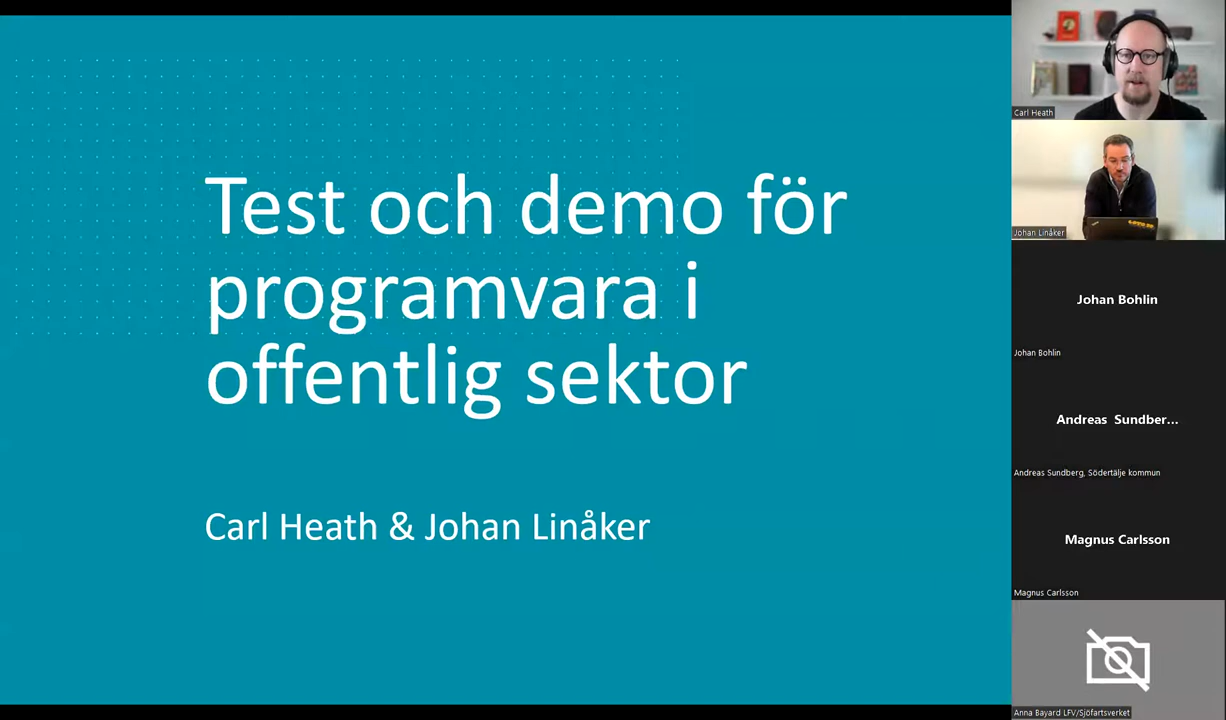 Test och demo för
programvara i
offentlig sektor
Carl Heath & Johan Linåker
Carl Heath
Johan Linåker
Johan Bohlin
Johan Bohlin
Andreas Sundber...
Andreas Sundberg, Södertälje kommun
Magnus Carlsson
Magnus Carlsson
Anna Bayard LFV/Sjöfartsverket